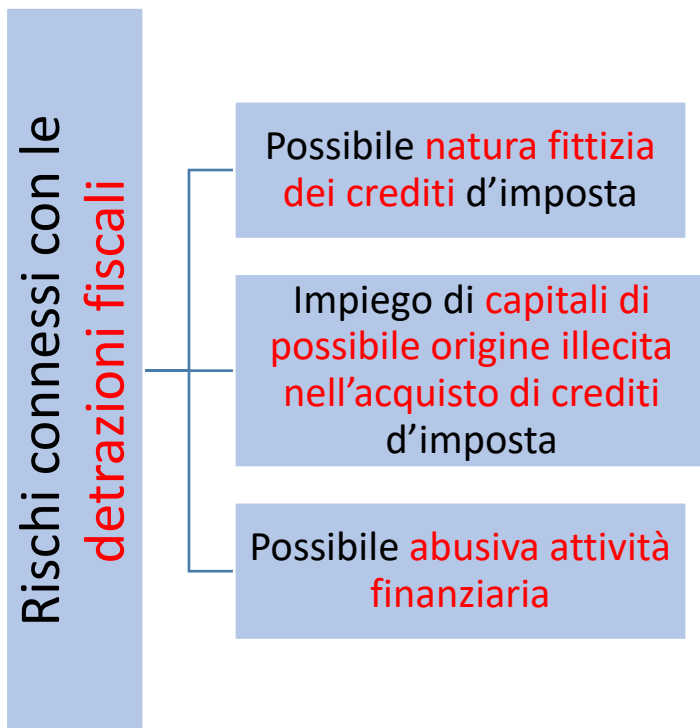 Rischi connessi con le
detrazioni fiscali
Possibile natura fittizia
dei crediti d’imposta
Impiego di capitali di
possibile origine illecita
nell’acquisto di crediti
d’imposta
Possibile abusiva attività
finanziaria